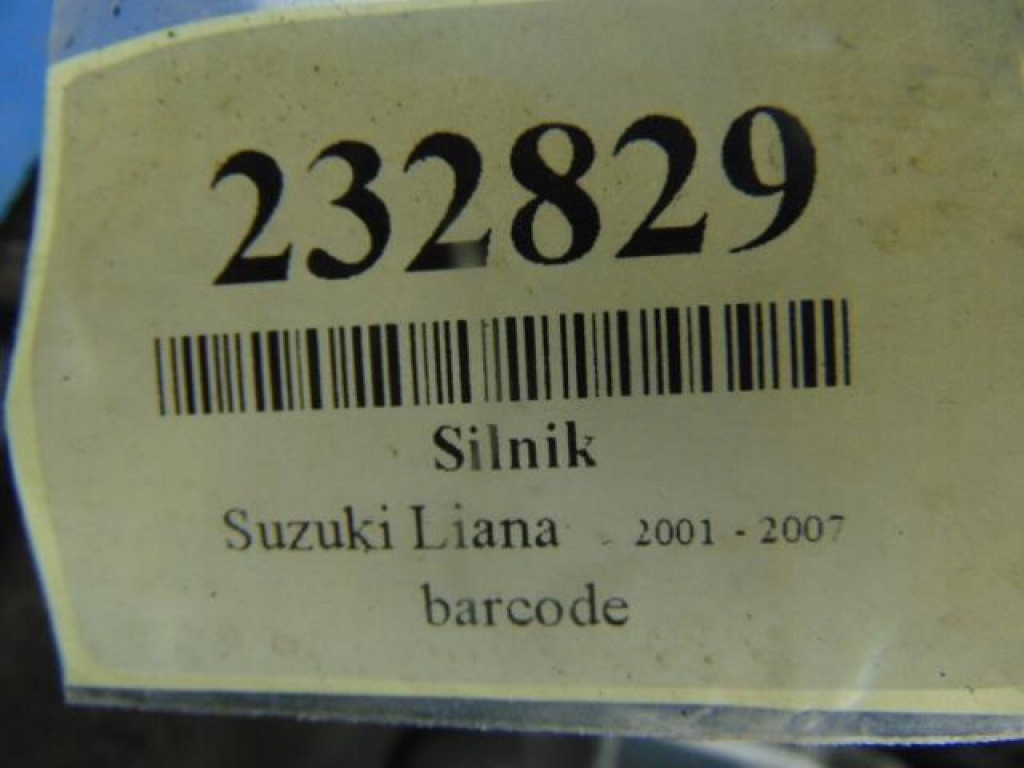 232829
Silnik
Suzuki Liana - 2001 - 2007
barcode